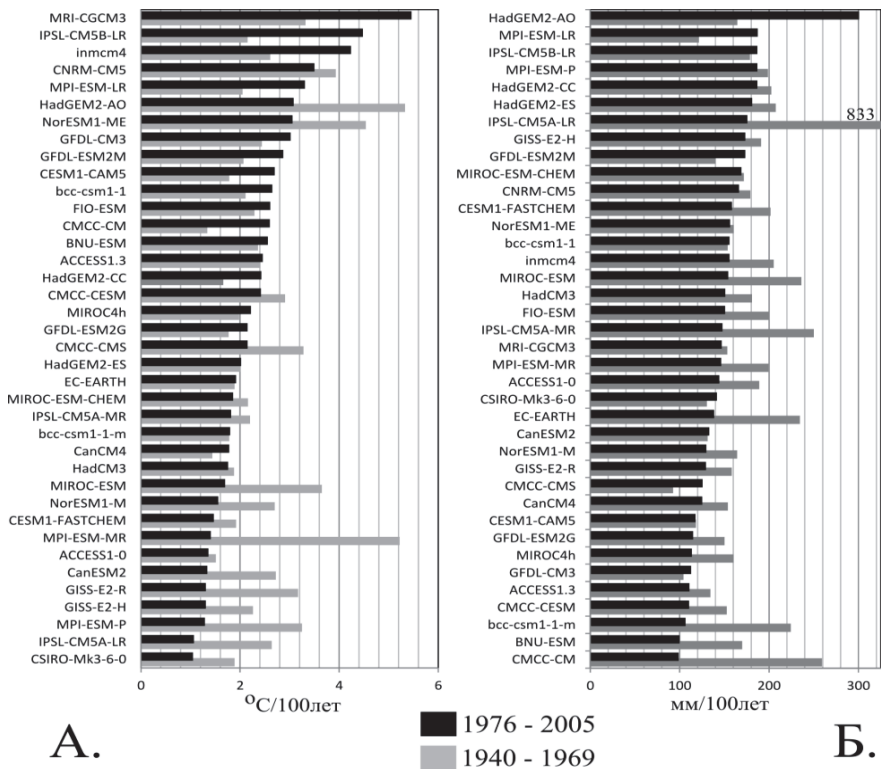 MRI-CGCM3
IPSL-CM5B-LR
inmcm4
CNRM-CM5
MPI-ESM-LR
HadGEM2-AO
NorESM1-ME
GFDL-CM3
GFDL-ESM2M
CESM1-CAM5
bcc-csm1-1
FIO-ESM
CMCC-CM
BNU-ESM
ACCESS1.3
HadGEM2-CC
CMCC-CESM
MIROC4h
GFDL-ESM2G
CMCC-CMS
HadGEM2-ES
EC-EARTH
MIROC-ESM-CHEM
IPSL-CM5A-MR
bcc-csm1-1-m
CanCM4
HadCM3
MIROC-ESM
NorESM1-M
CESM1-FASTCHEM
MPI-ESM-MR
ACCESS1-0
CanESM2
GISS-E2-R
GISS-E2-H
MPI-ESM-P
IPSL-CM5A-LR
CSIRO-Mk3-6-0
0 2 4 6
°C/100лет
А.
HadGEM2-AO
MPI-ESM-LR
IPSL-CM5B-LR
MPI-ESM-P
HadGEM2-CC
HadGEM2-ES
833
IPSL-CM5A-LR
GISS-E2-H
GFDL-ESM2M
MIROC-ESM-CHEM
CNRM-CM5
CESM1-FASTCHEM
NorESM1-ME
bcc-csm1-1
inmcm4
MIROC-ESM
HadCM3
FIO-ESM
IPSL-CM5A-MR
MRI-CGCM3
MPI-ESM-MR
ACCESS1-0
CSIRO-Mk3-6-0
EC-EARTH
CanESM2
NorESM1-M
GISS-E2-R
CMCC-CMS
CanCM4
CESM1-CAM5
GFDL-ESM2G
MIROC4h
GFDL-CM3
ACCESS1.3
CMCC-CESM
bcc-csm1-1-m
BNU-ESM
CMCC-CM
0 100 200 300
мм/100лет
Б.
1976 - 2005
1940 - 1969